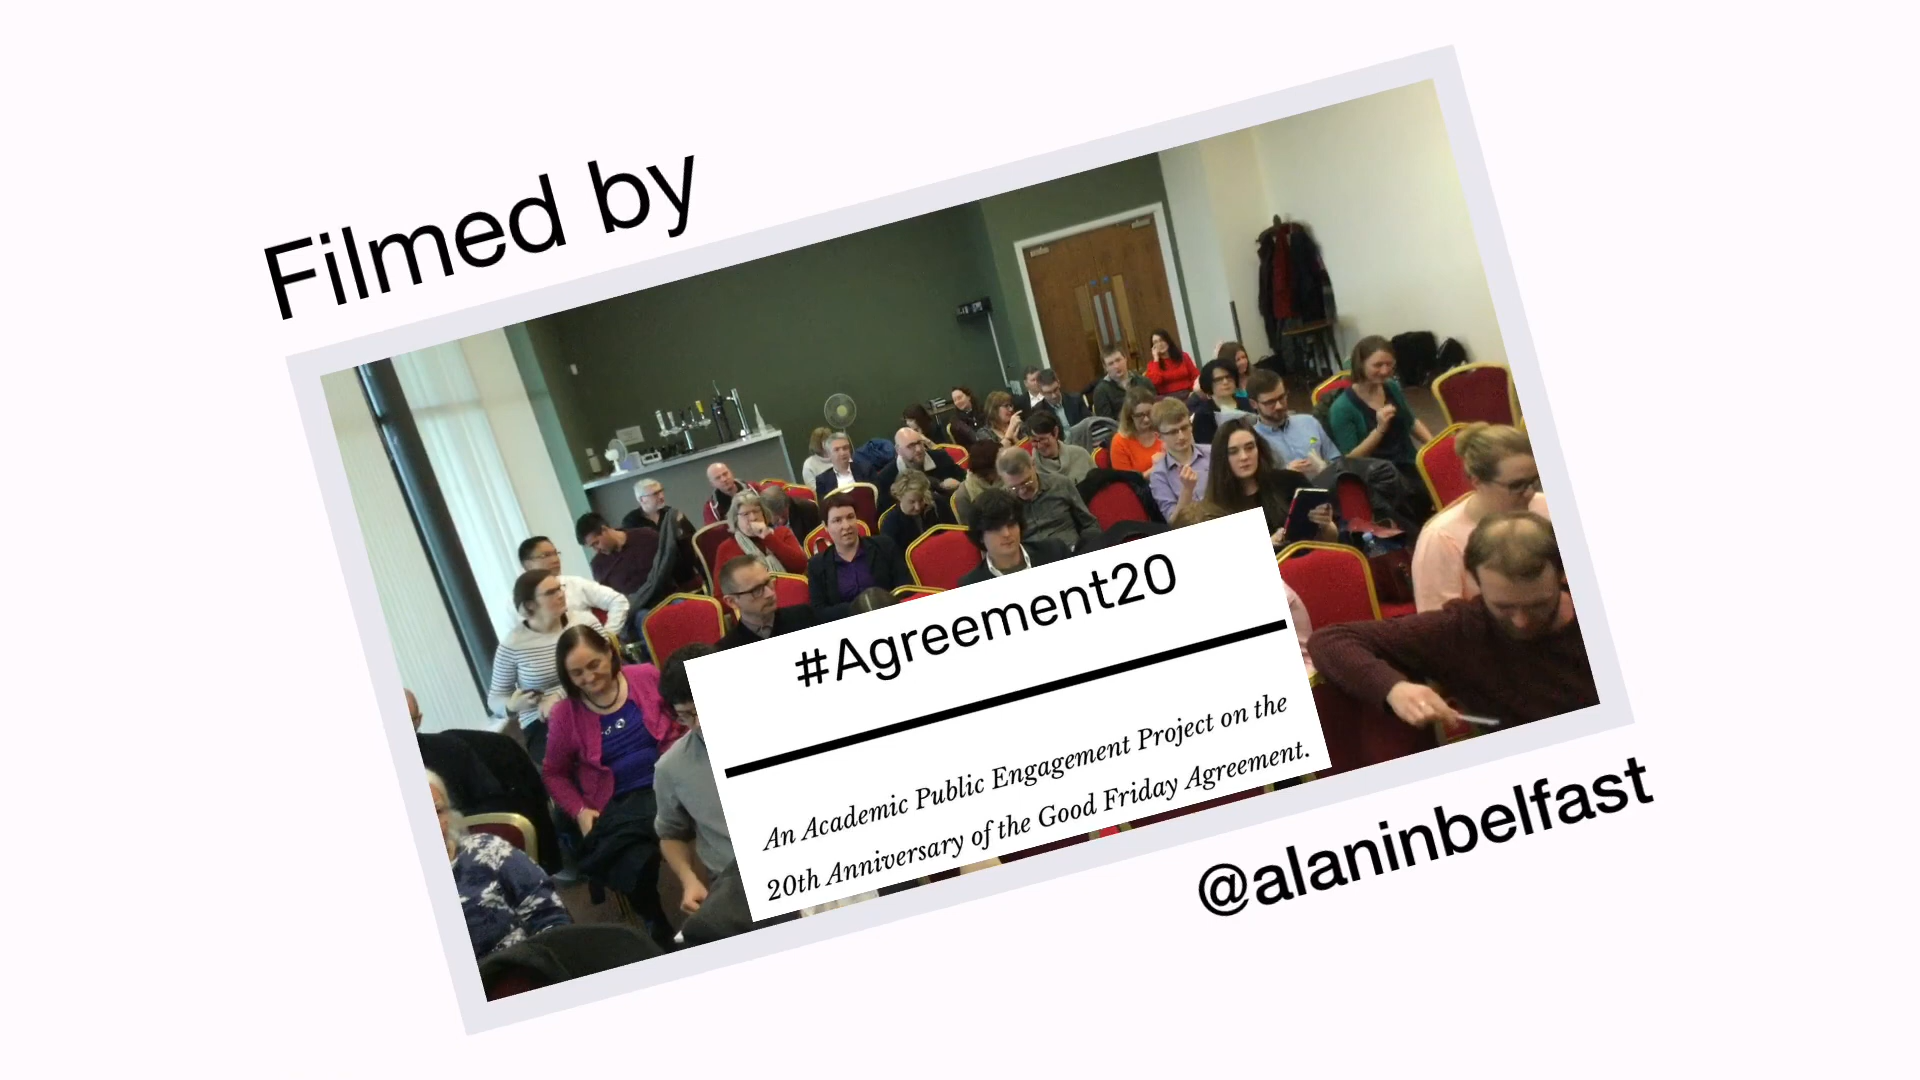 Filmed by
#Agreement20
An Academic Public Engagement Project on the
20th Anniversary of the Good Friday Agreement.
@alaninbelfast